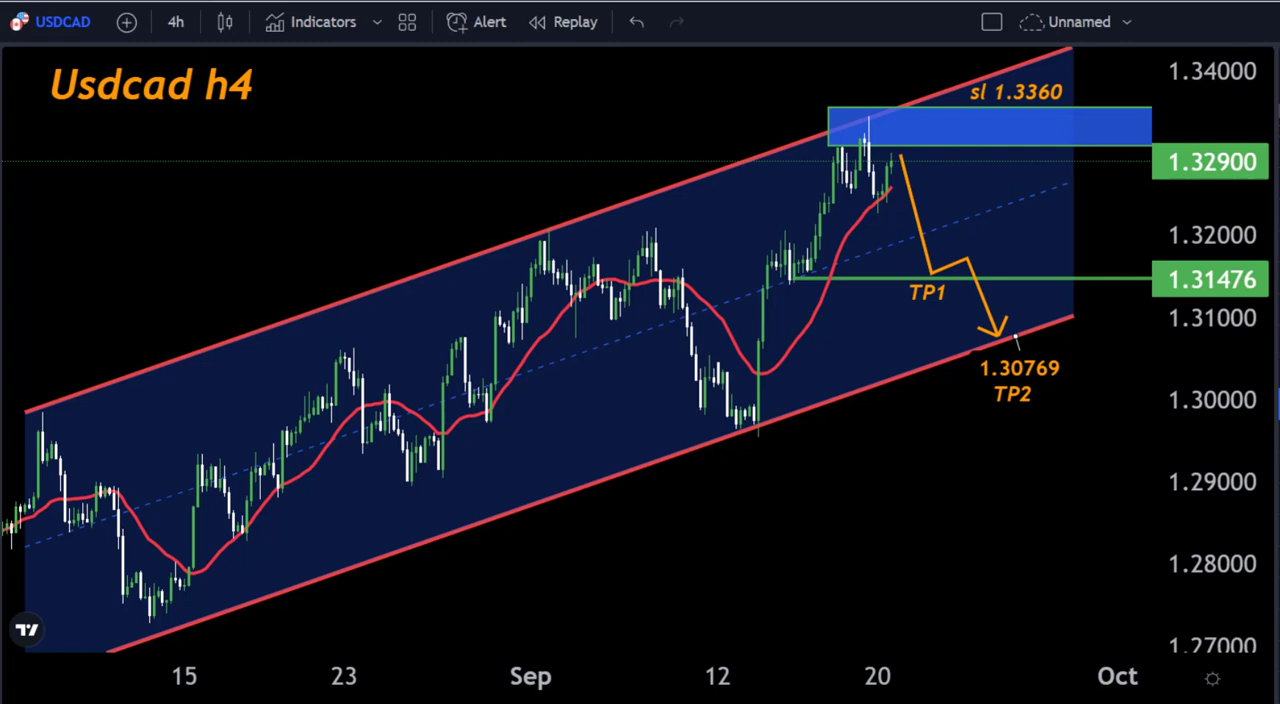 USDCAD 4h Indicators Alert Replay Unnamed
Usdcad h4
1.34000
sl 1.3360
1.32900
1.32000
1.31476
TP1
1.31000
1.30769
TP2
1.30000
1.29000
1.28000
1.27000
15 23 Sep 12 20 Oct